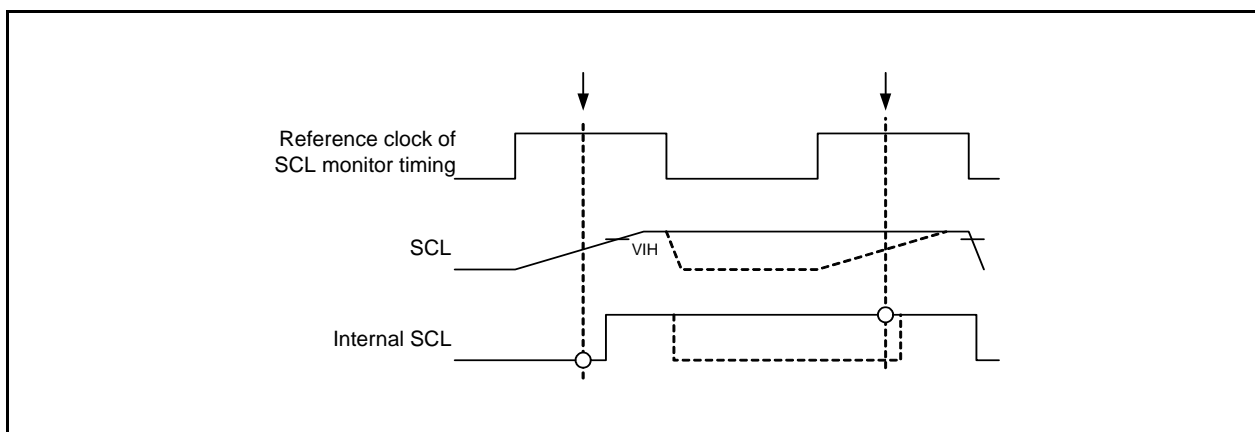 Reference clock of
SCL monitor timing
SCL
VIH
Internal SCL